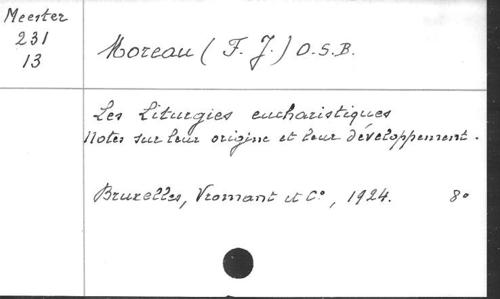 Meester
231
13
Moreau (F. J.) O.S.B.
Les Liturgies eucharistiques
Notes sur leur origine et leur développement.
Bruxelles, Vromant et Cº, 1924. 8º